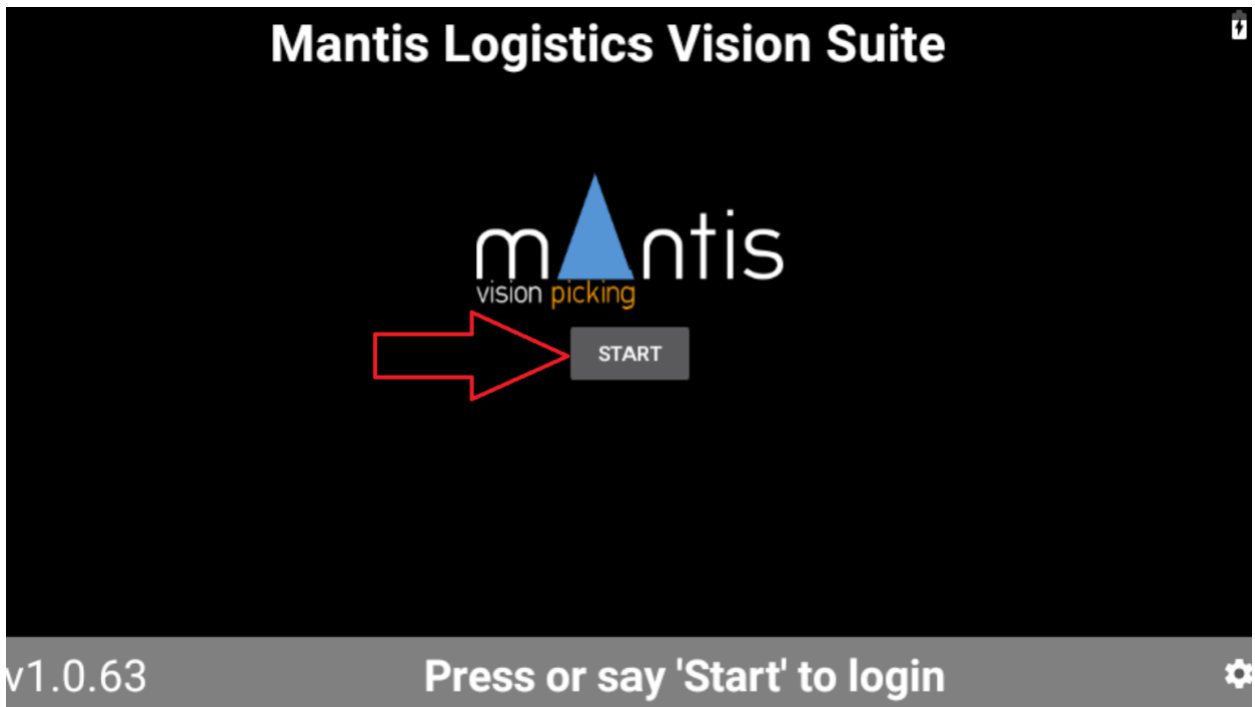 Mantis Logistics Vision Suite
mantis
vision picking
START
v1.0.63
Press or say 'Start' to login